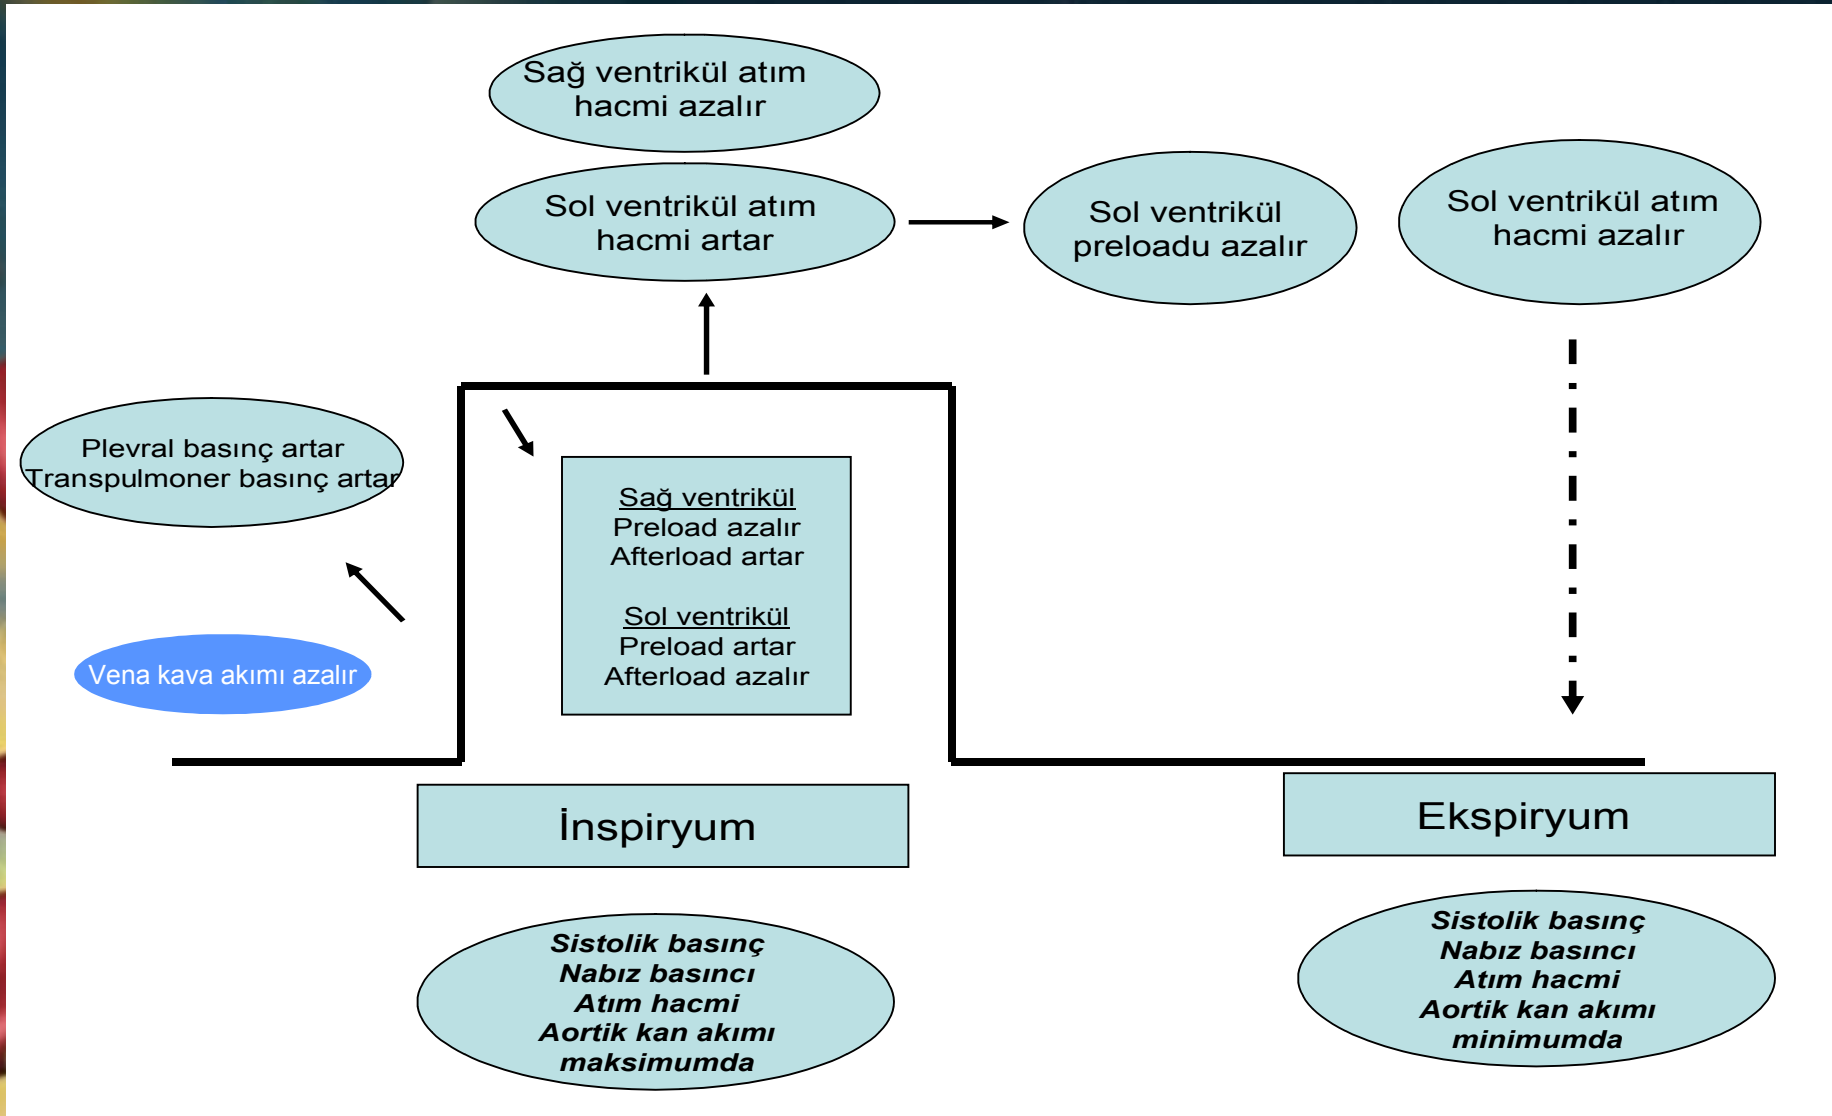 Sağ ventrikül atım
hacmi azalır
Sol ventrikül atım
hacmi artar
Sol ventrikül
preloadu azalır
Sol ventrikül atım
hacmi azalır
Plevral basınç artar
Transpulmoner basınç artar
Vena kava akımı azalır
Sağ ventrikül
Preload azalır
Afterload artar
Sol ventrikül
Preload artar
Afterload azalır
İnspiryum
Ekspiryum
Sistolik basınç
Nabız basıncı
Atım hacmi
Aortik kan akımı
maksimumda
Sistolik basınç
Nabız basıncı
Atım hacmi
Aortik kan akımı
minimumda